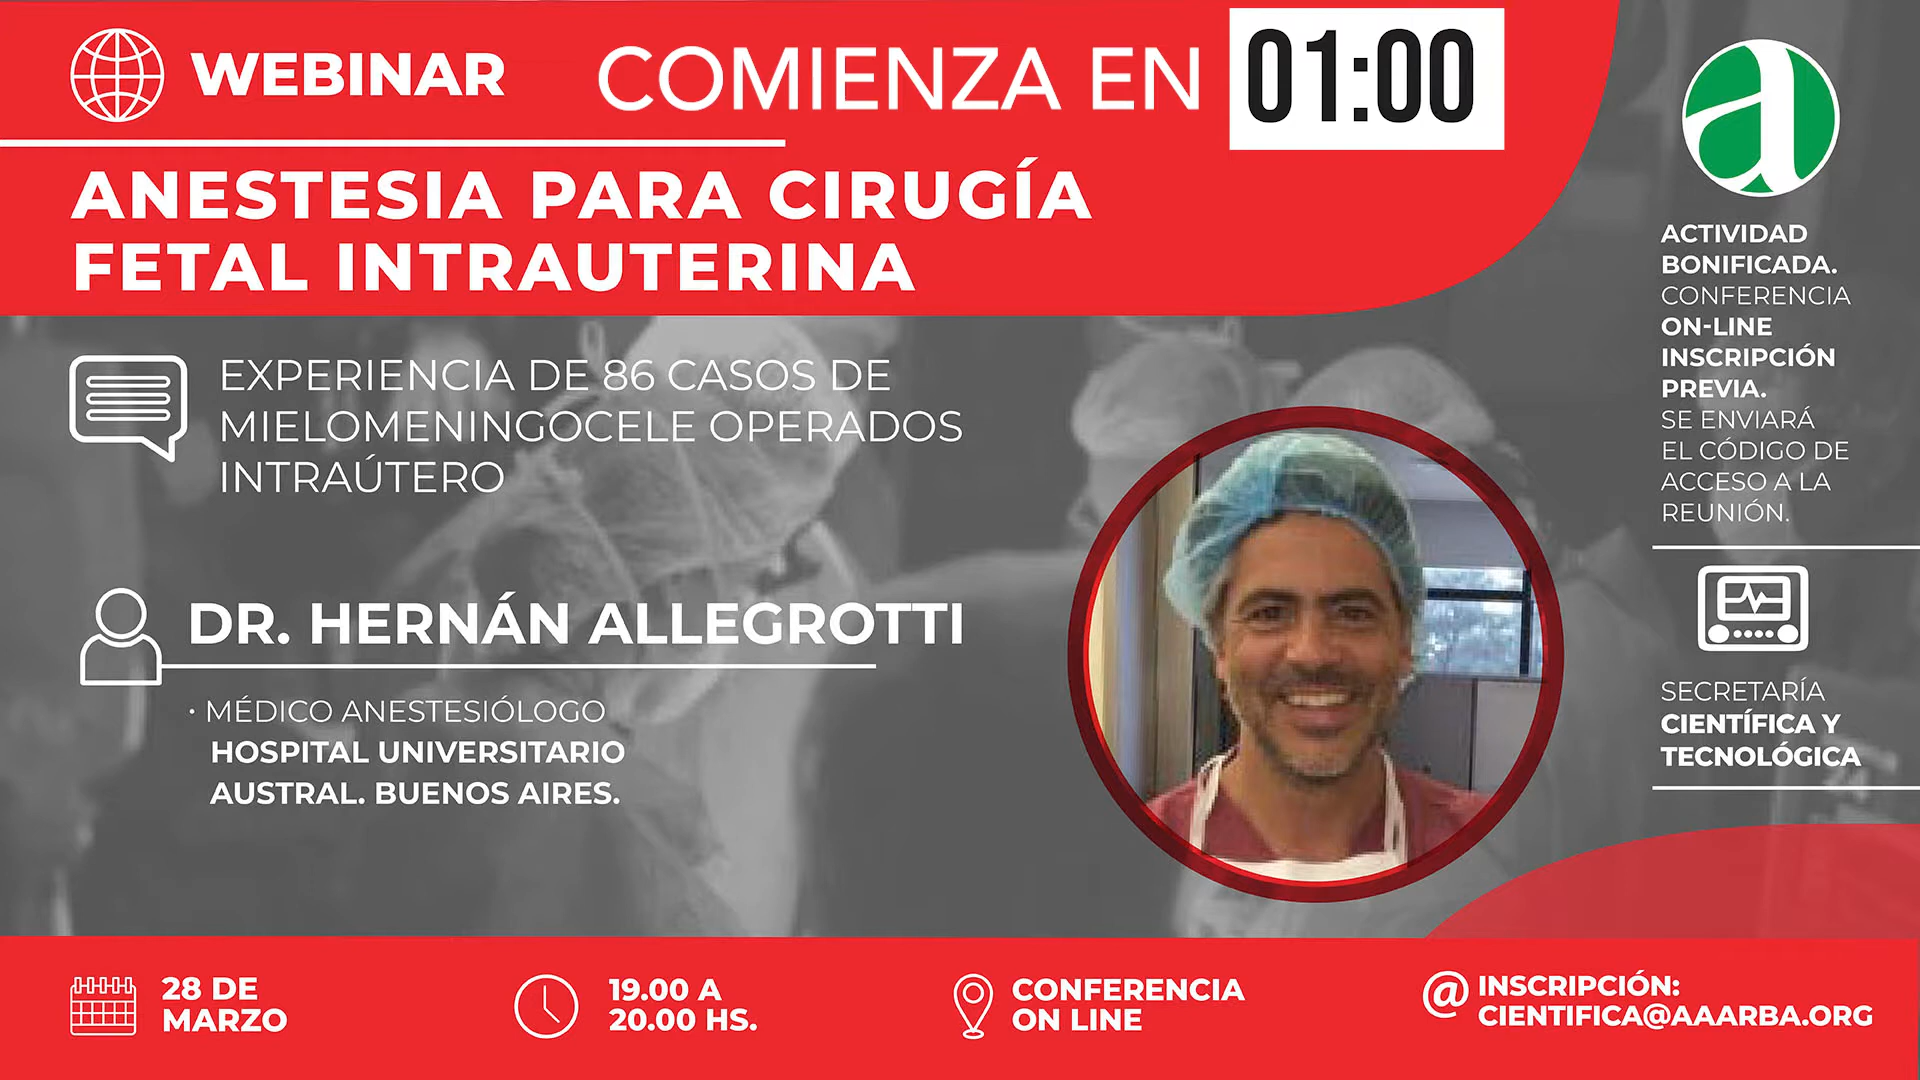 WEBINAR
COMIENZA EN 01:00
ANESTESIA PARA CIRUGÍA
FETAL INTRAUTERINA
EXPERIENCIA DE 86 CASOS DE
MIELOMENINGOCELE OPERADOS
INTRAÚTERO
DR. HERNÁN ALLEGROTTI
· MÉDICO ANESTESIÓLOGO
HOSPITAL UNIVERSITARIO
AUSTRAL. BUENOS AIRES.
a
ACTIVIDAD
BONIFICADA.
CONFERENCIA
ON-LINE
INSCRIPCIÓN
PREVIA.
SE ENVIARÁ
EL CÓDIGO DE
ACCESO A LA
REUNIÓN.
SECRETARÍA
CIENTÍFICA Y
TECNOLÓGICA
28 DE
MARZO
19.00 A
20.00 HS.
CONFERENCIA
ON LINE
@ INSCRIPCIÓN:
CIENTIFICA@AAARBA.ORG